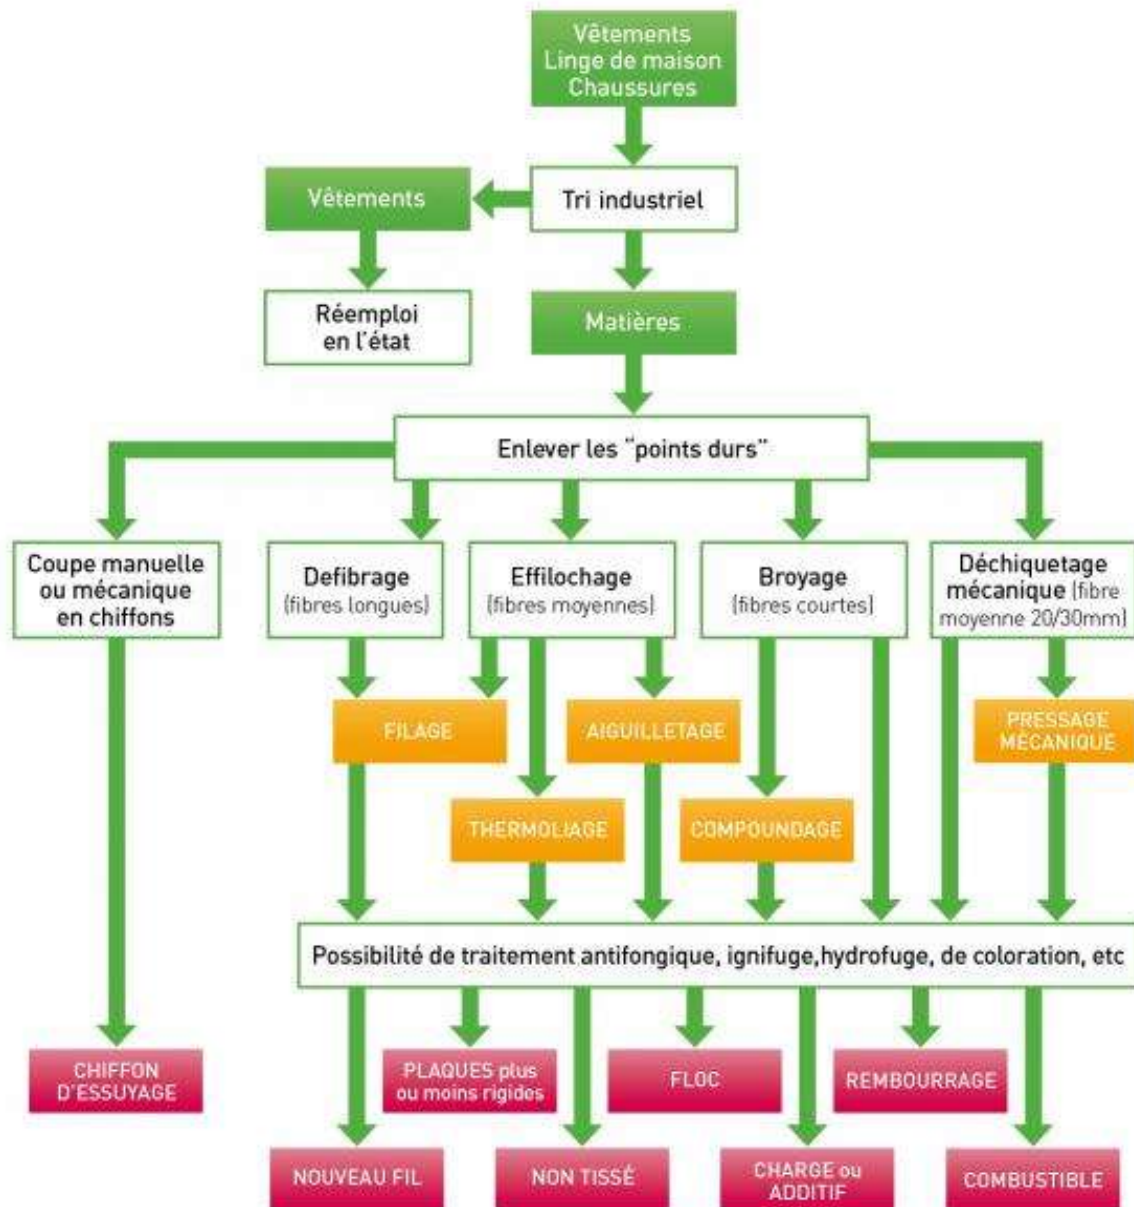 Vêtements
Linge de maison
Chaussures
Vêtements
Tri industriel
Réemploi
en l'état
Matières
Enlever les "points durs"
Coupe manuelle
ou mécanique
en chiffons
Defibrage
(fibres longues)
Effilochage
(fibres moyennes)
Broyage
(fibres courtes)
Déchiquetage
mécanique (fibre
moyenne 20/30mm)
FILAGE
AIGUILLETAGE
PRESSAGE
MÉCANIQUE
THERMOLIAGE
COMPOUNDAGE
Possibilité de traitement antifongique, ignifuge,hydrofuge, de coloration, etc
CHIFFON
D'ESSUYAGE
PLAQUES plus
ou moins rigides
FLOC
REMBOURRAGE
NOUVEAU FIL
NON TISSÉ
CHARGE ou
ADDITIF
COMBUSTIBLE